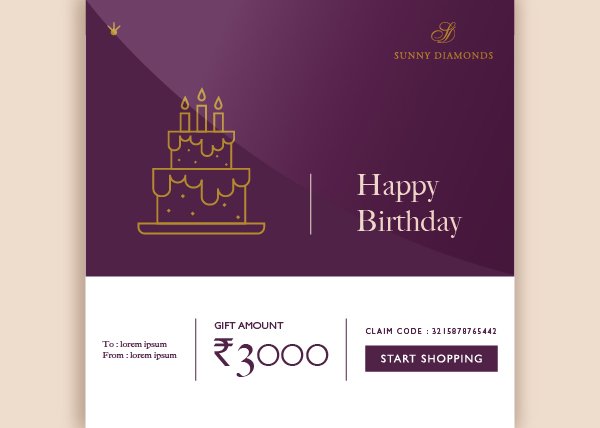 SUNNY DIAMONDS
Happy
Birthday
To : lorem ipsum
From : lorem ipsum
GIFT AMOUNT
₹3000
CLAIM CODE : 3215878765442
START SHOPPING